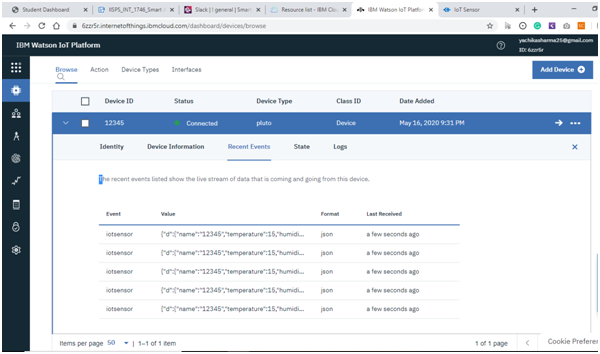 Student Dashboard
IISPS_INT_1746_Smart
Slack | general | Smart
Resource list - IBM Co
IBM Watson IoT Platfor
IoT Sensor
6zzr5r.internetofthings.ibmcloud.com/dashboard/devices/browse
IBM Watson IoT Platform
yachikasharma25@gmail.com
ID: 6zzr5r
Browse Action Device Types Interfaces
Add Device
Device ID Status Device Type Class ID Date Added
12345 Connected pluto Device May 16, 2020 9:31 PM
Identity Device Information Recent Events State Logs
The recent events listed show the live stream of data that is coming and going from this device.
Event Value Format Last Received
iotsensor {"d":{"name":"12345","temperature":15,"humidi... json a few seconds ago
iotsensor {"d":{"name":"12345","temperature":15,"humidi... json a few seconds ago
iotsensor {"d":{"name":"12345","temperature":15,"humidi... json a few seconds ago
iotsensor {"d":{"name":"12345","temperature":15,"humidi... json a few seconds ago
iotsensor {"d":{"name":"12345","temperature":15,"humidi... json a few seconds ago
Items per page 50 | 1–1 of 1 item 1 of 1 page
Cookie Prefere